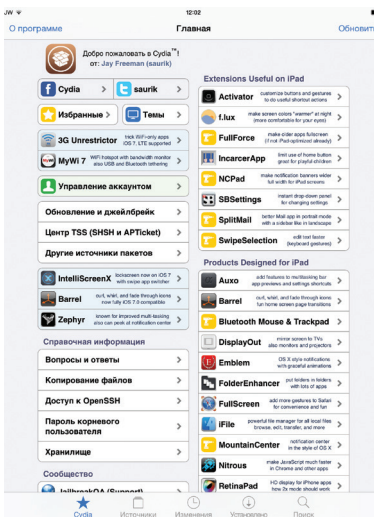 JW
12:02
О программе
Главная
Обновить
Добро пожаловать в Cydia™!
от: Jay Freeman (saurik)
Cydia
saurik
Избранные
Темы
3G Unrestrictor
trick WiFi-only apps
iOS 7, LTE supported
MyWi 7
WiFi hotspot with bandwidth monitor
also USB and Bluetooth tethering
Управление аккаунтом
Обновление и джейлбрейк
Центр TSS (SHSH и APTicket)
Другие источники пакетов
IntelliScreenX
lockscreen now on iOS 7
with swipe app switcher
Barrel
curl, whirl, and fade through icons
now fully iOS 7.0 compatible
Zephyr
known for improved multi-tasking
also can peek at notification center
Справочная информация
Вопросы и ответы
Копирование файлов
Доступ к OpenSSH
Пароль корневого
пользователя
Хранилище
Сообщество
JailbreakQA (Support)
Extensions Useful on iPad
Activator
customize buttons and gestures
to do useful shortcut actions
f.lux
make screen colors "warmer" at night
(more comfortable for your eyes)
FullForce
make older apps fullscreen
(if not iPad-optimized already)
IncarcerApp
limit use of home button
great for playful children
NCPad
make notification banners wider
full width for iPad screens
SBSettings
instant drop-down panel
for changing settings
SplitMail
better Mail app in portrait mode
with a sidebar like in landscape
SwipeSelection
edit text faster
(keyboard gestures)
Products Designed for iPad
Auxo
add features to multitasking bar
app previews and settings shortcuts
Barrel
curl, whirl, and fade through icons
fun home screen page transitions
Bluetooth Mouse & Trackpad
DisplayOut
mirror screen to TVs
also monitors and projectors
Emblem
OS X style notifications
with graceful animations
FolderEnhancer
put folders in folders
with lots of apps
FullScreen
add more gestures to Safari
for convenience and fun
iFile
powerful file manager for all local files
browse, edit, transfer, and more
MountainCenter
notification center
in the style of OS X
Nitrous
make JavaScript much faster
in Chrome and other apps
RetinaPad
HD display for iPhone apps
how 2x mode should work
Cydia
Источники
Изменения
Установлено
Поиск